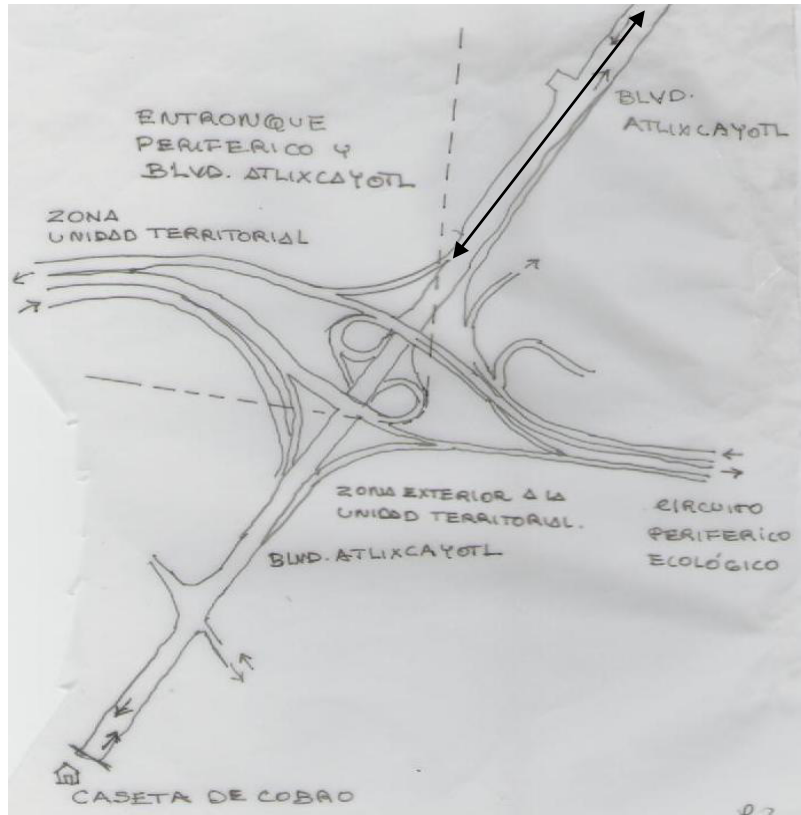 ENTRONQUE
PERIFERICO Y
BLVD. ATLIXCAYOTL
BLVD.
ATLIXCAYOTL
ZONA
UNIDAD TERRITORIAL
ZONA EXTERIOR A LA
UNIDAD TERRITORIAL.
CIRCUITO
PERIFERICO
ECOLÓGICO
BLVD. ATLIXCAYOTL
CASETA DE COBRO